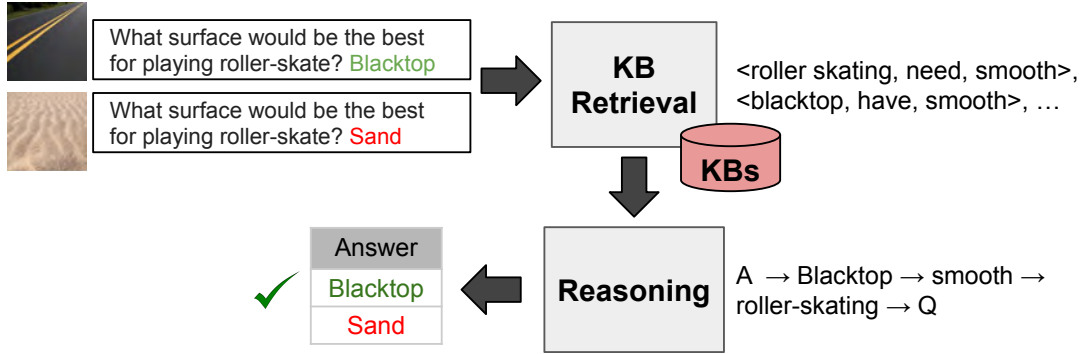 What surface would be the best
for playing roller-skate? Blacktop
What surface would be the best
for playing roller-skate? Sand
KB
Retrieval
KBs
<roller skating, need, smooth>,
<blacktop, have, smooth>, …
Answer
Blacktop
Sand
Reasoning
A → Blacktop → smooth →
roller-skating → Q